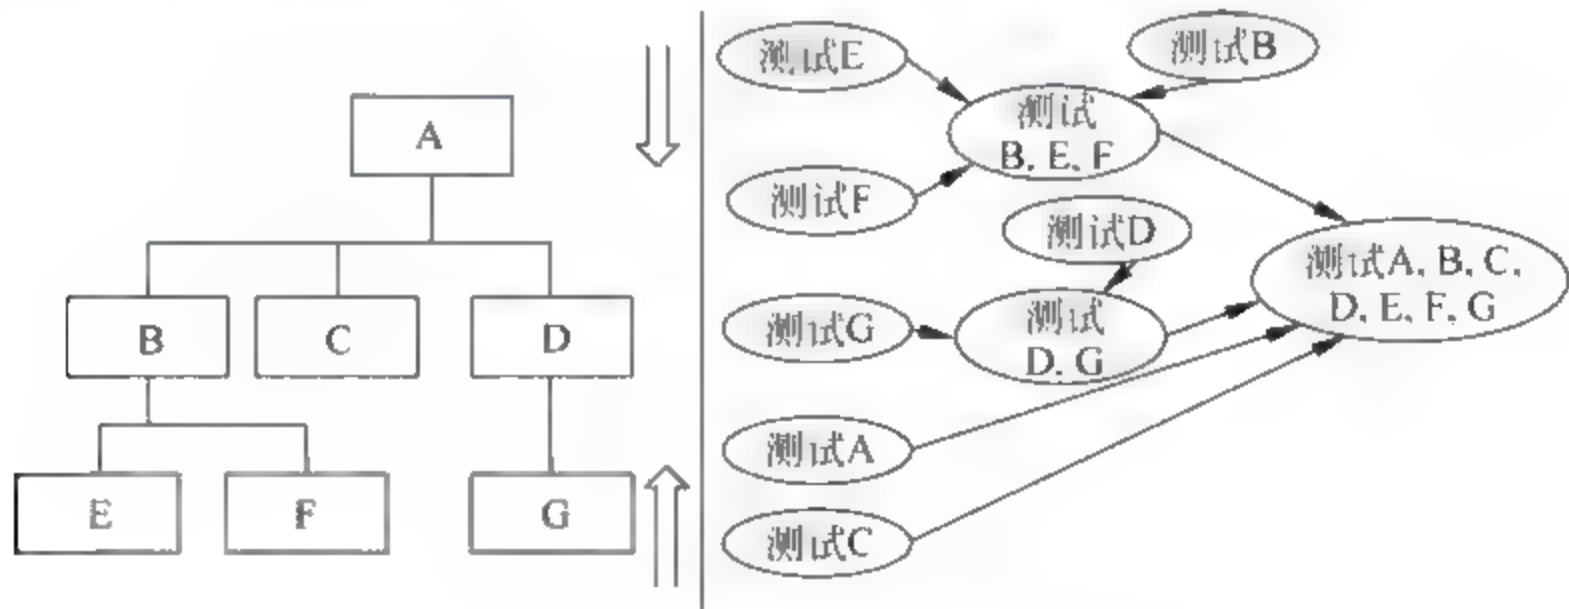 A
B
C
D
E
F
G
测试E
测试B
测试
B, E, F
测试F
测试D
测试A, B, C,
D, E, F, G
测试G
测试
D, G
测试A
测试C